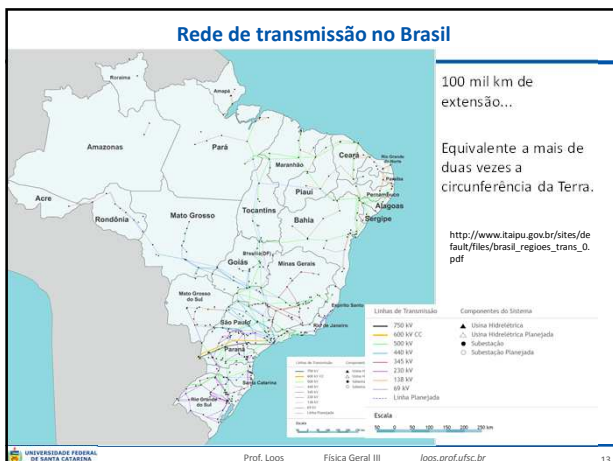 Rede de transmissão no Brasil
100 mil km de
extensão...
Equivalente a mais de
duas vezes a
circunferência da Terra.
http://www.itaipu.gov.br/sites/de
fault/files/brasil_regioes_trans_0.
pdf
Roraima
Amapá
Amazonas
Pará
Maranhão
Ceará
Rio Grande
do Norte
Paraíba
Pernambuco
Piauí
Alagoas
Sergipe
Acre
Rondônia
Mato Grosso
Tocantins
Bahia
Goiás
Brasília(DF)
Minas Gerais
Mato Grosso
do Sul
Espírito Santo
São Paulo
Rio de Janeiro
Paraná
Santa Catarina
Rio Grande
do Sul
Linhas de Transmissão
750 kV
600 kV CC
500 kV
440 kV
345 kV
230 kV
138 kV
69 kV
Linha Planejada
Componentes do Sistema
Usina Hidrelétrica
Usina Hidrelétrica Planejada
Subestação
Subestação Planejada
Escala
50 0 50 100 150 200 250 km
UNIVERSIDADE FEDERAL
DE SANTA CATARINA
Prof. Loos Física Geral III loos.prof.ufsc.br 13